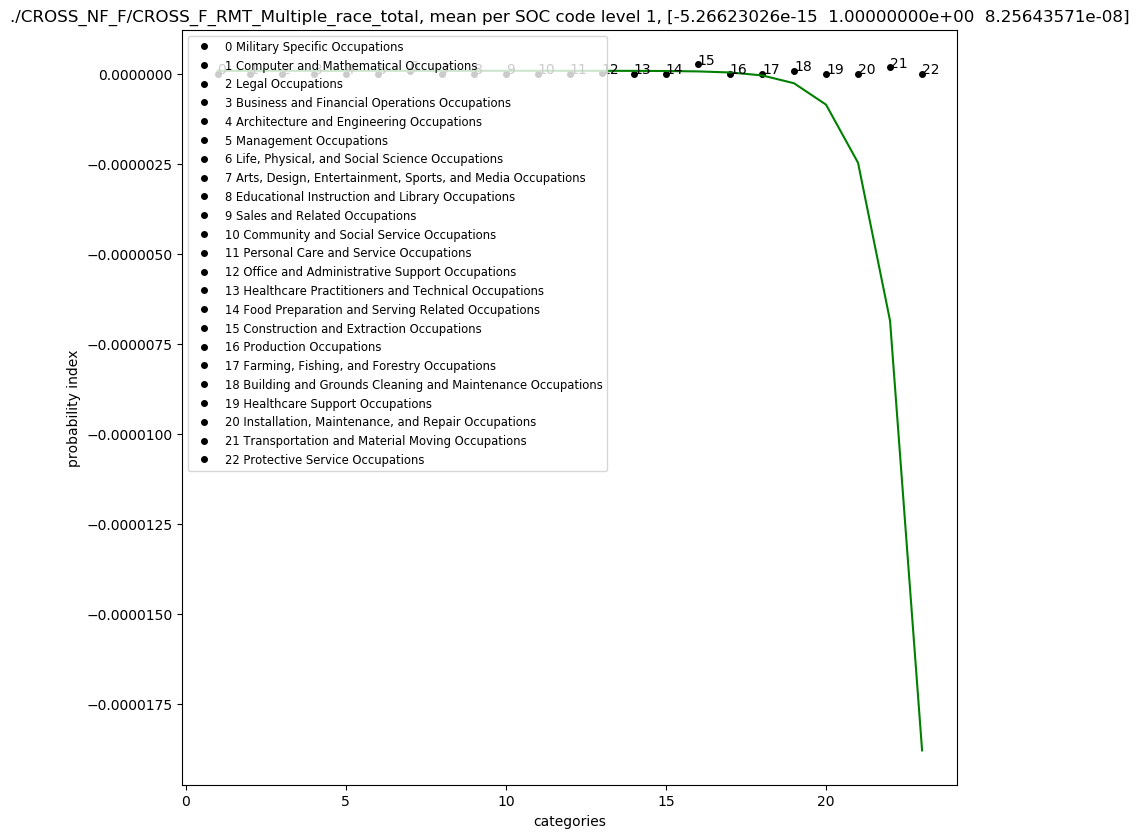 ./CROSS_NF_F/CROSS_F_RMT_Multiple_race_total, mean per SOC code level 1, [-5.26623026e-15  1.00000000e+00  8.25643571e-08]
0 Military Specific Occupations
1 Computer and Mathematical Occupations
2 Legal Occupations
3 Business and Financial Operations Occupations
4 Architecture and Engineering Occupations
5 Management Occupations
6 Life, Physical, and Social Science Occupations
7 Arts, Design, Entertainment, Sports, and Media Occupations
8 Educational Instruction and Library Occupations
9 Sales and Related Occupations
10 Community and Social Service Occupations
11 Personal Care and Service Occupations
12 Office and Administrative Support Occupations
13 Healthcare Practitioners and Technical Occupations
14 Food Preparation and Serving Related Occupations
15 Construction and Extraction Occupations
16 Production Occupations
17 Farming, Fishing, and Forestry Occupations
18 Building and Grounds Cleaning and Maintenance Occupations
19 Healthcare Support Occupations
20 Installation, Maintenance, and Repair Occupations
21 Transportation and Material Moving Occupations
22 Protective Service Occupations
0 8 9 10 11 12 13 14 15 16 17 18 19 20 21 22
0.0000000
−0.0000025
−0.0000050
−0.0000075
−0.0000100
−0.0000125
−0.0000150
−0.0000175
probability index
0 5 10 15 20
categories